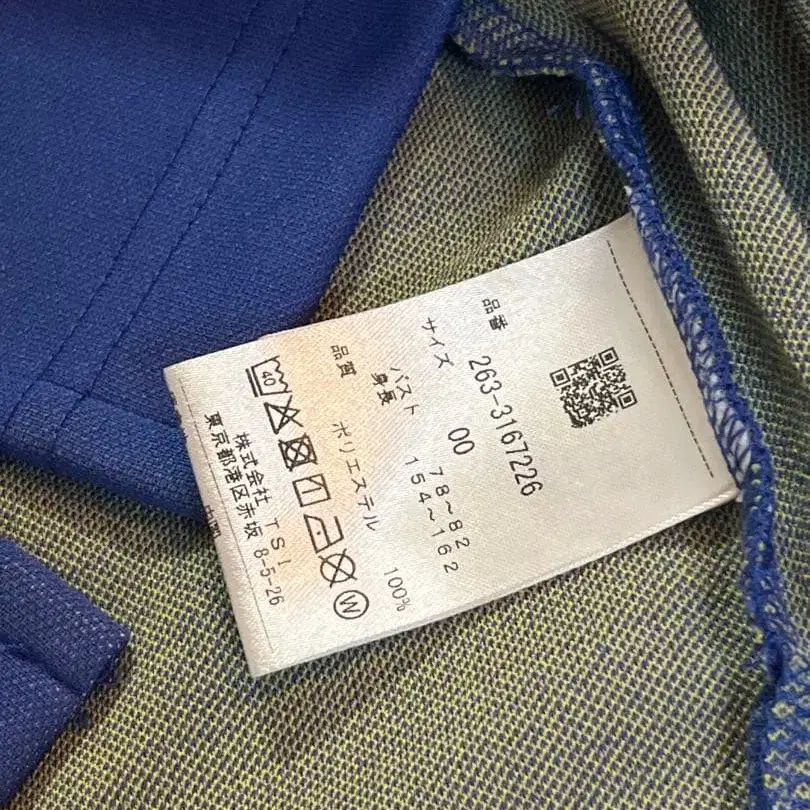 品番 263-3167226
サイズ 00
バスト 78～82
身長 154～162
品質 ポリエステル 100%
40
W
株式会社 TSI
東京都港区赤坂 8-5-26